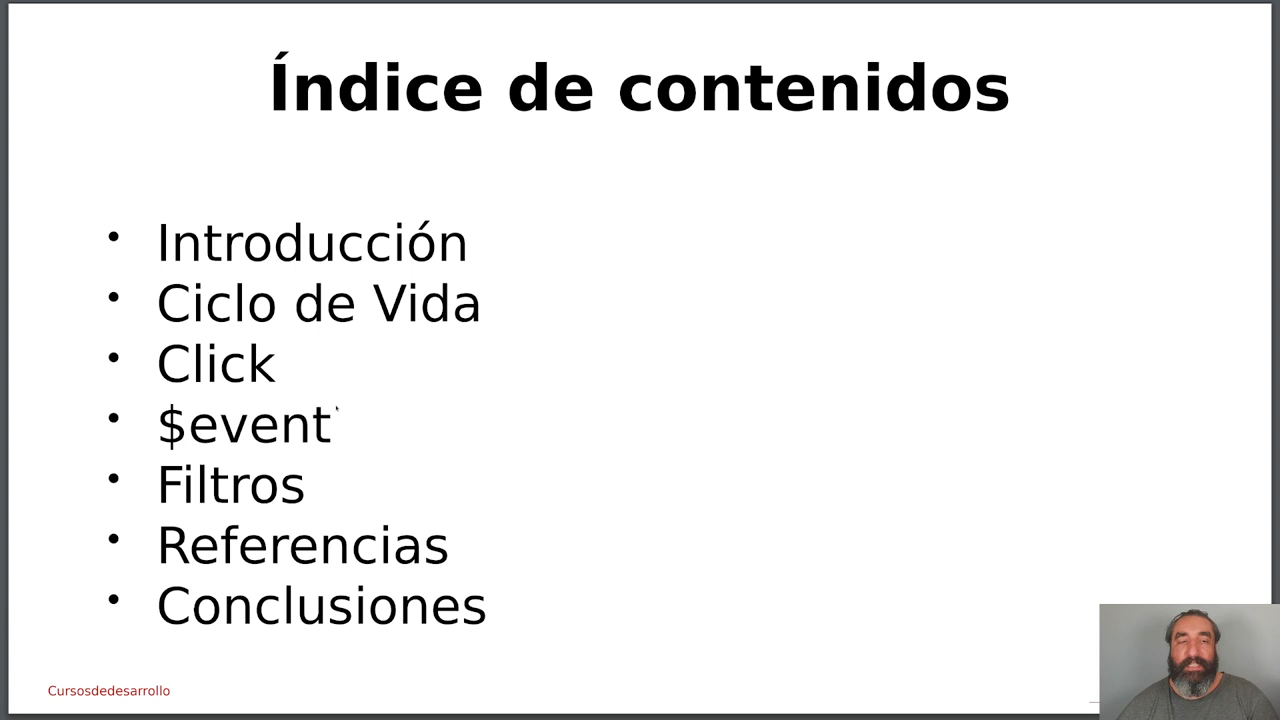 Índice de contenidos
• Introducción
• Ciclo de Vida
• Click
• $event
• Filtros
• Referencias
• Conclusiones
Cursosdedesarrollo